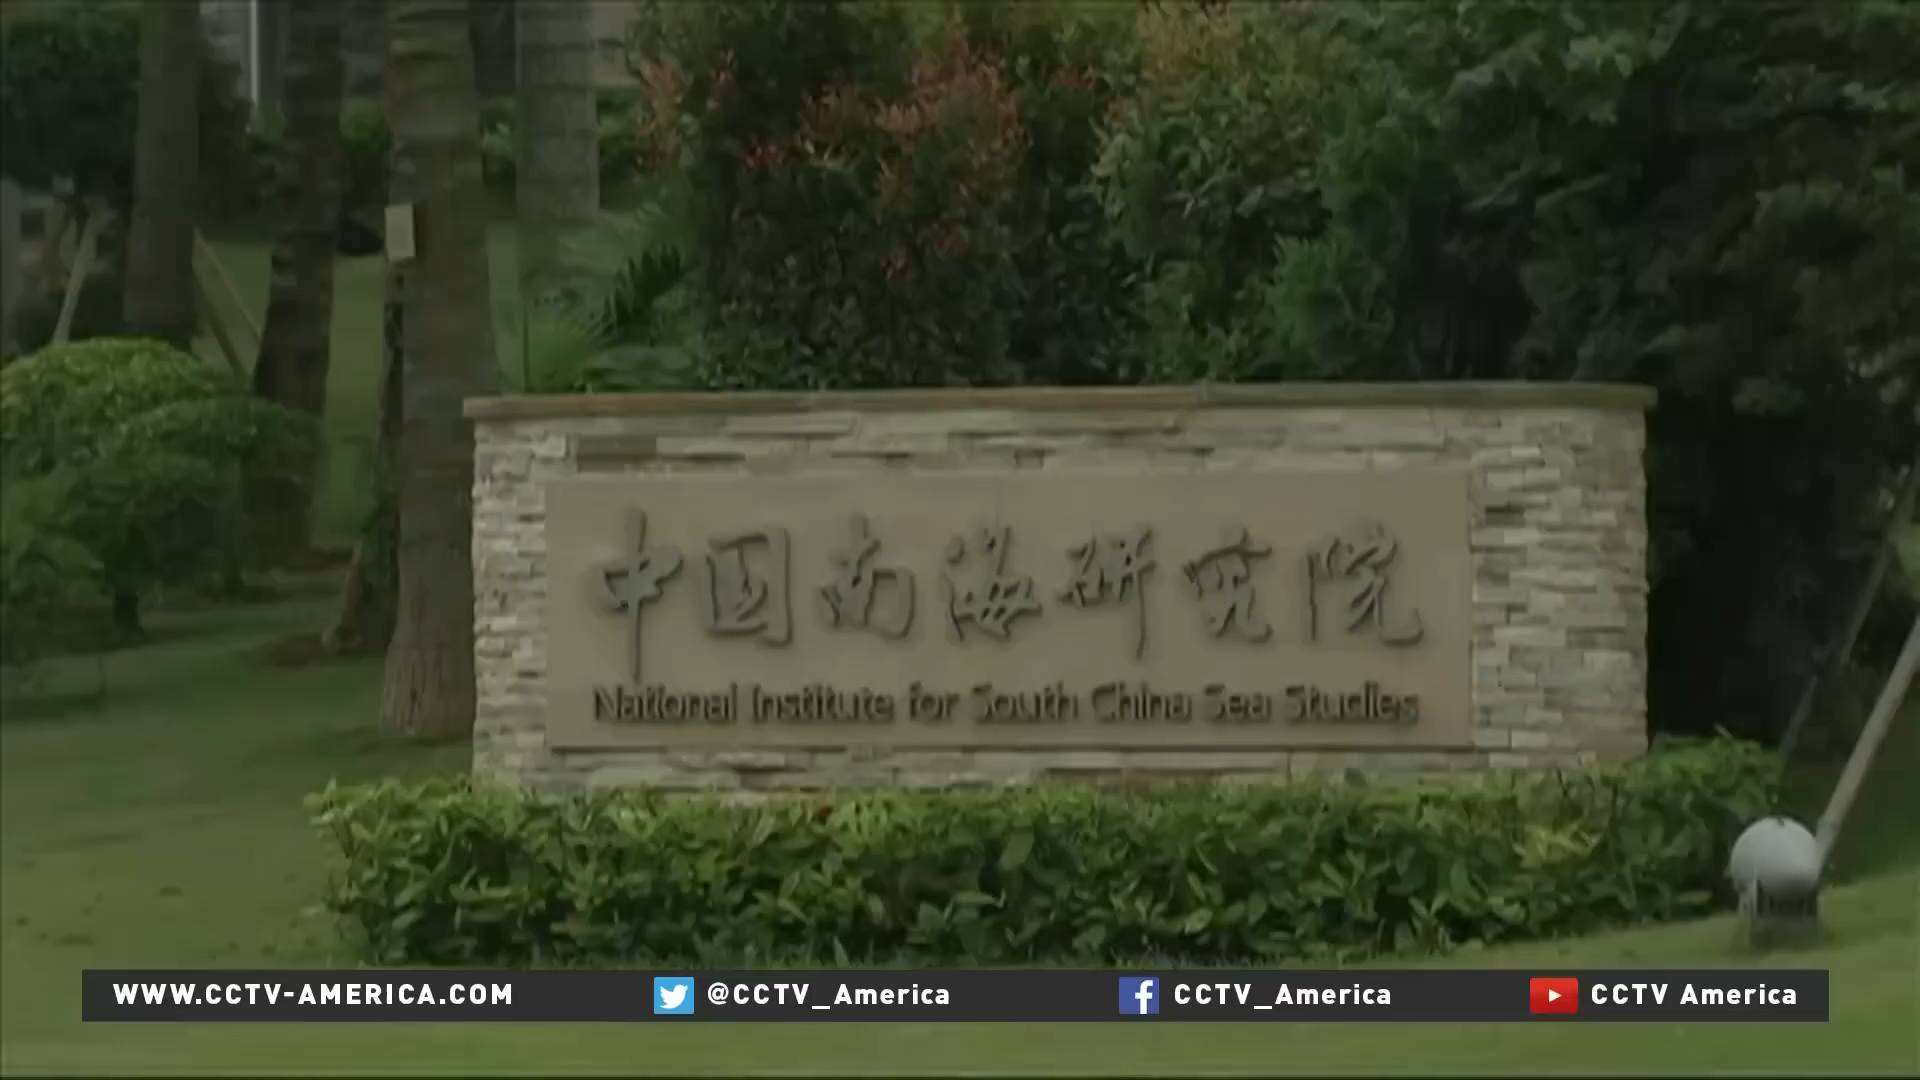 中国南海研究院
National Institute for South China Sea Studies
WWW.CCTV-AMERICA.COM @CCTV_America CCTV_America CCTV America